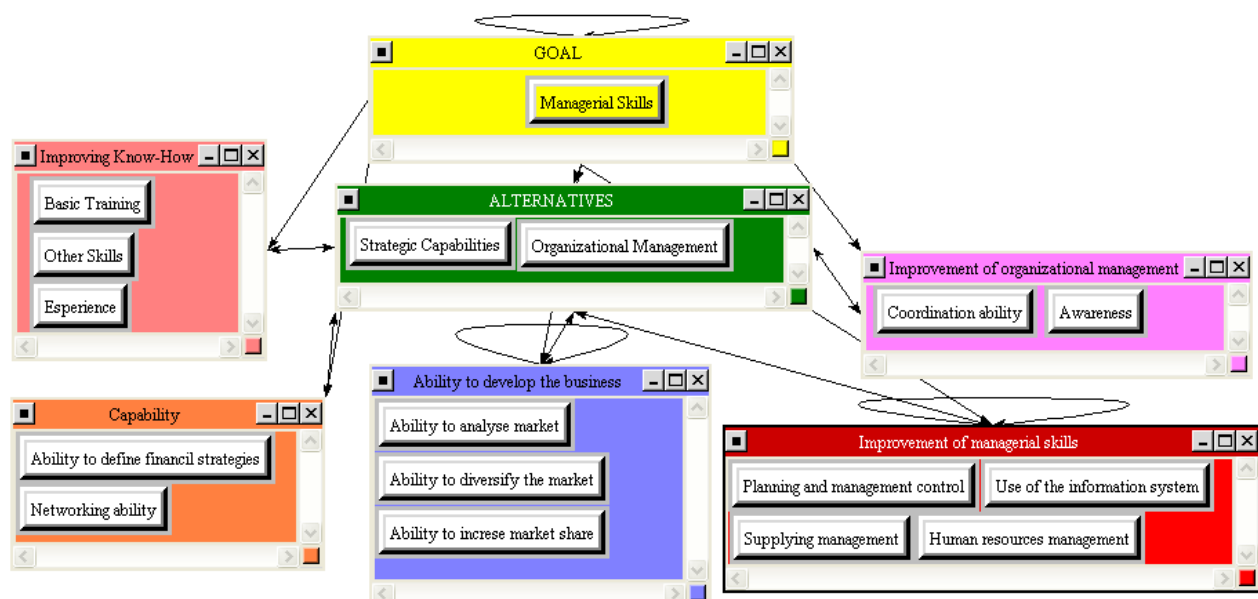 GOAL
Managerial Skills
Improving Know-How
Basic Training
Other Skills
Esperience
ALTERNATIVES
Strategic Capabilities
Organizational Management
Improvement of organizational management
Coordination ability
Awareness
Capability
Ability to define financil strategies
Networking ability
Ability to develop the business
Ability to analyse market
Ability to diversify the market
Ability to increse market share
Improvement of managerial skills
Planning and management control
Use of the information system
Supplying management
Human resources management